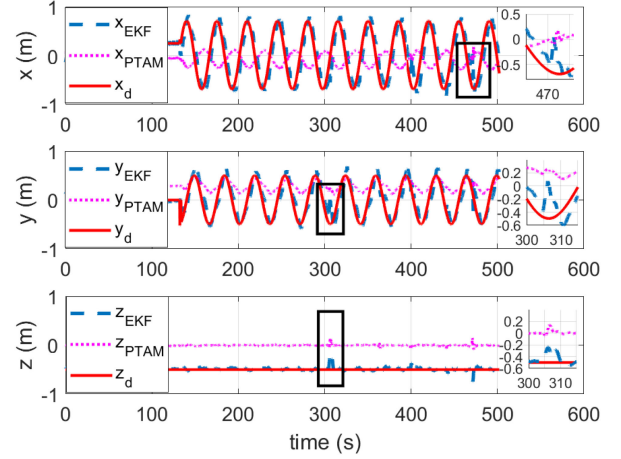 1
x (m)
0
-1
x_EKF
x_PTAM
x_d
0.5
0
-0.5
470
0 100 200 300 400 500 600
1
y (m)
0
-1
y_EKF
y_PTAM
y_d
0.2
0
-0.2
-0.4
-0.6
300 310
0 100 200 300 400 500 600
1
z (m)
0
-1
z_EKF
z_PTAM
z_d
0.2
0
-0.2
-0.4
-0.6
300 310
0 100 200 300 400 500 600
time (s)